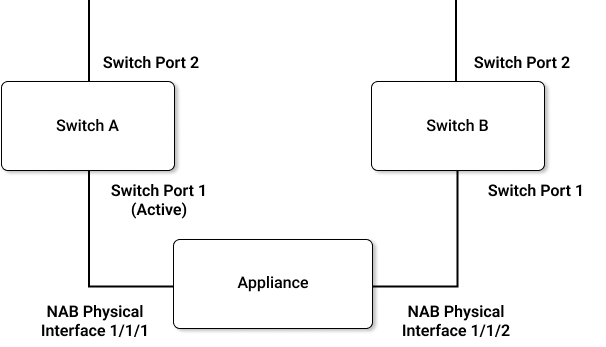 Switch Port 2
Switch Port 2
Switch A
Switch B
Switch Port 1
(Active)
Switch Port 1
Appliance
NAB Physical
Interface 1/1/1
NAB Physical
Interface 1/1/2